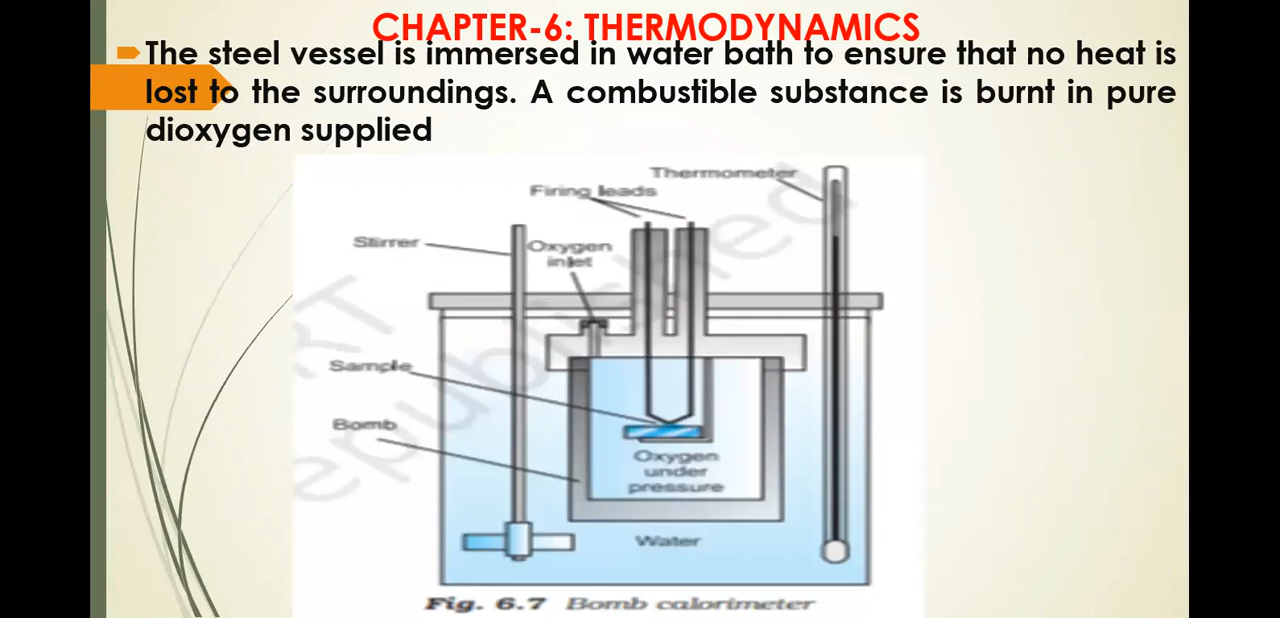 CHAPTER-6: THERMODYNAMICS
The steel vessel is immersed in water bath to ensure that no heat is
lost to the surroundings. A combustible substance is burnt in pure
dioxygen supplied
Thermometer
Firing leads
Stirrer
Oxygen
inlet
Sample
Bomb
Oxygen
under
pressure
Water
Fig. 6.7 Bomb calorimeter